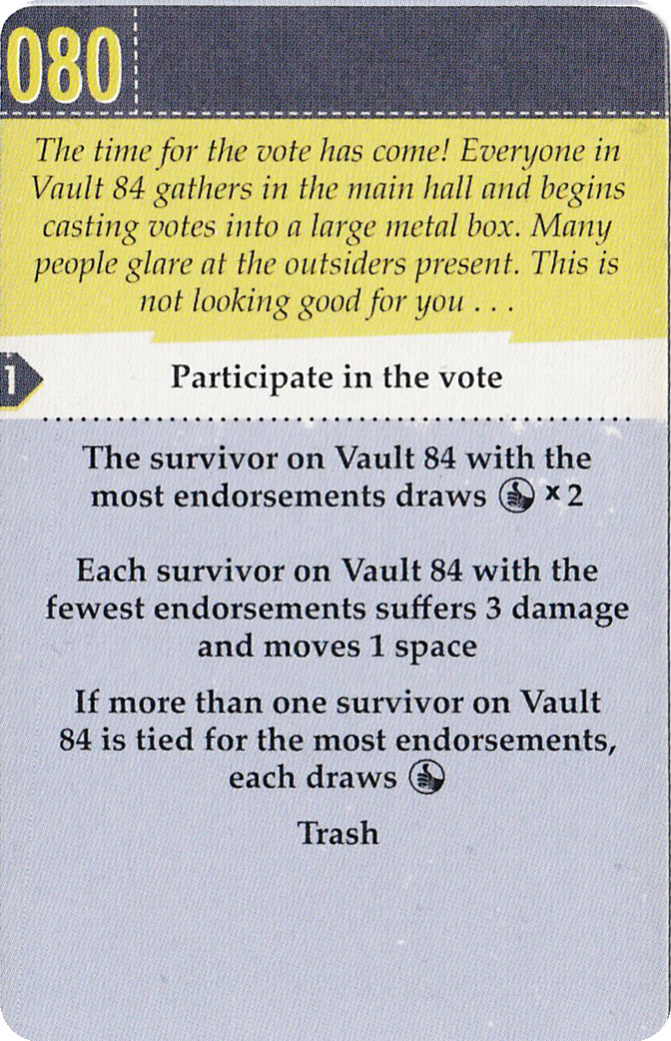 080
The time for the vote has come! Everyone in
Vault 84 gathers in the main hall and begins
casting votes into a large metal box. Many
people glare at the outsiders present. This is
not looking good for you . . .
1
Participate in the vote
The survivor on Vault 84 with the
most endorsements draws x 2
Each survivor on Vault 84 with the
fewest endorsements suffers 3 damage
and moves 1 space
If more than one survivor on Vault
84 is tied for the most endorsements,
each draws
Trash